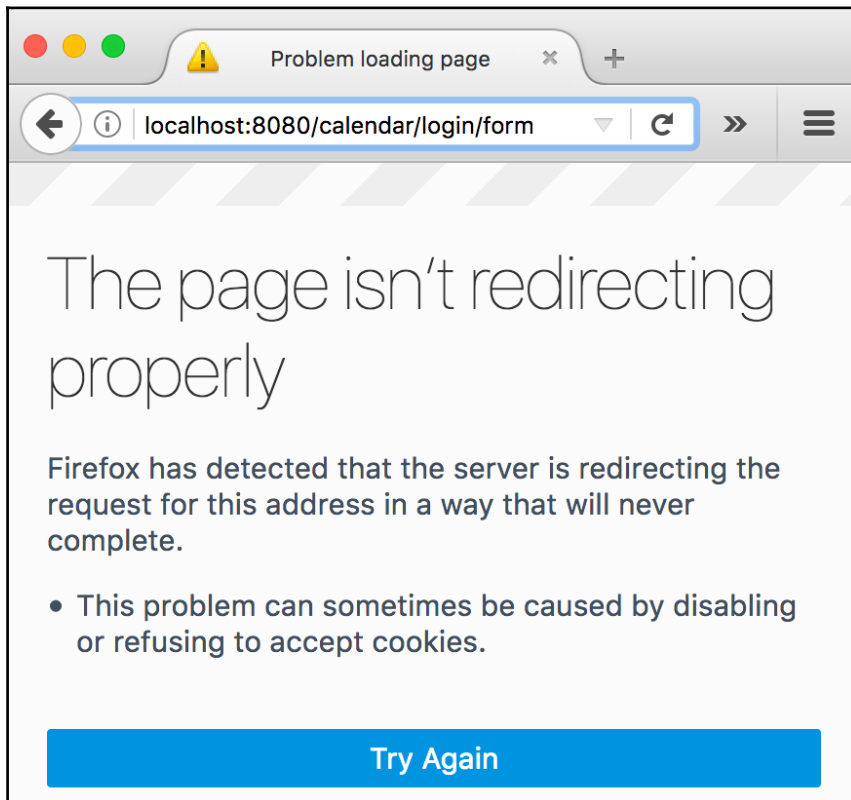 Problem loading page
localhost:8080/calendar/login/form
The page isn't redirecting
properly
Firefox has detected that the server is redirecting the
request for this address in a way that will never
complete.
• This problem can sometimes be caused by disabling
or refusing to accept cookies.
Try Again